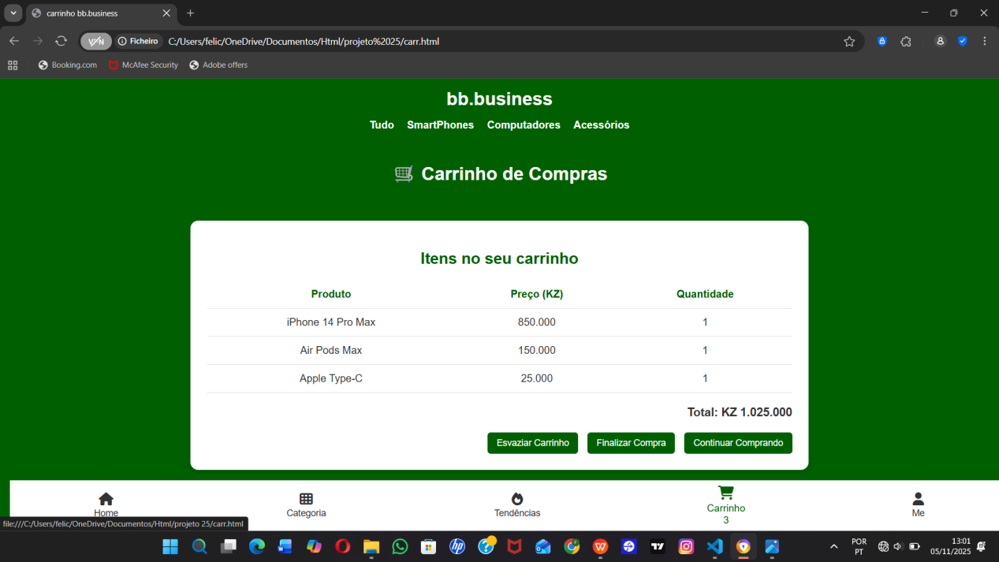 carrinho bb.business
VPN
Ficheiro
C:/Users/felic/OneDrive/Documentos/Html/projeto%2025/carr.html
Booking.com
McAfee Security
Adobe offers
bb.business
Tudo SmartPhones Computadores Acessórios
Carrinho de Compras
Itens no seu carrinho
Produto Preço (KZ) Quantidade
iPhone 14 Pro Max 850.000 1
Air Pods Max 150.000 1
Apple Type-C 25.000 1
Total: KZ 1.025.000
Esvaziar Carrinho Finalizar Compra Continuar Comprando
Home Categoria Tendências Carrinho Me
3
file:///C:/Users/felic/OneDrive/Documentos/Html/projeto 25/carr.html
POR 13:01
PT 05/11/2025